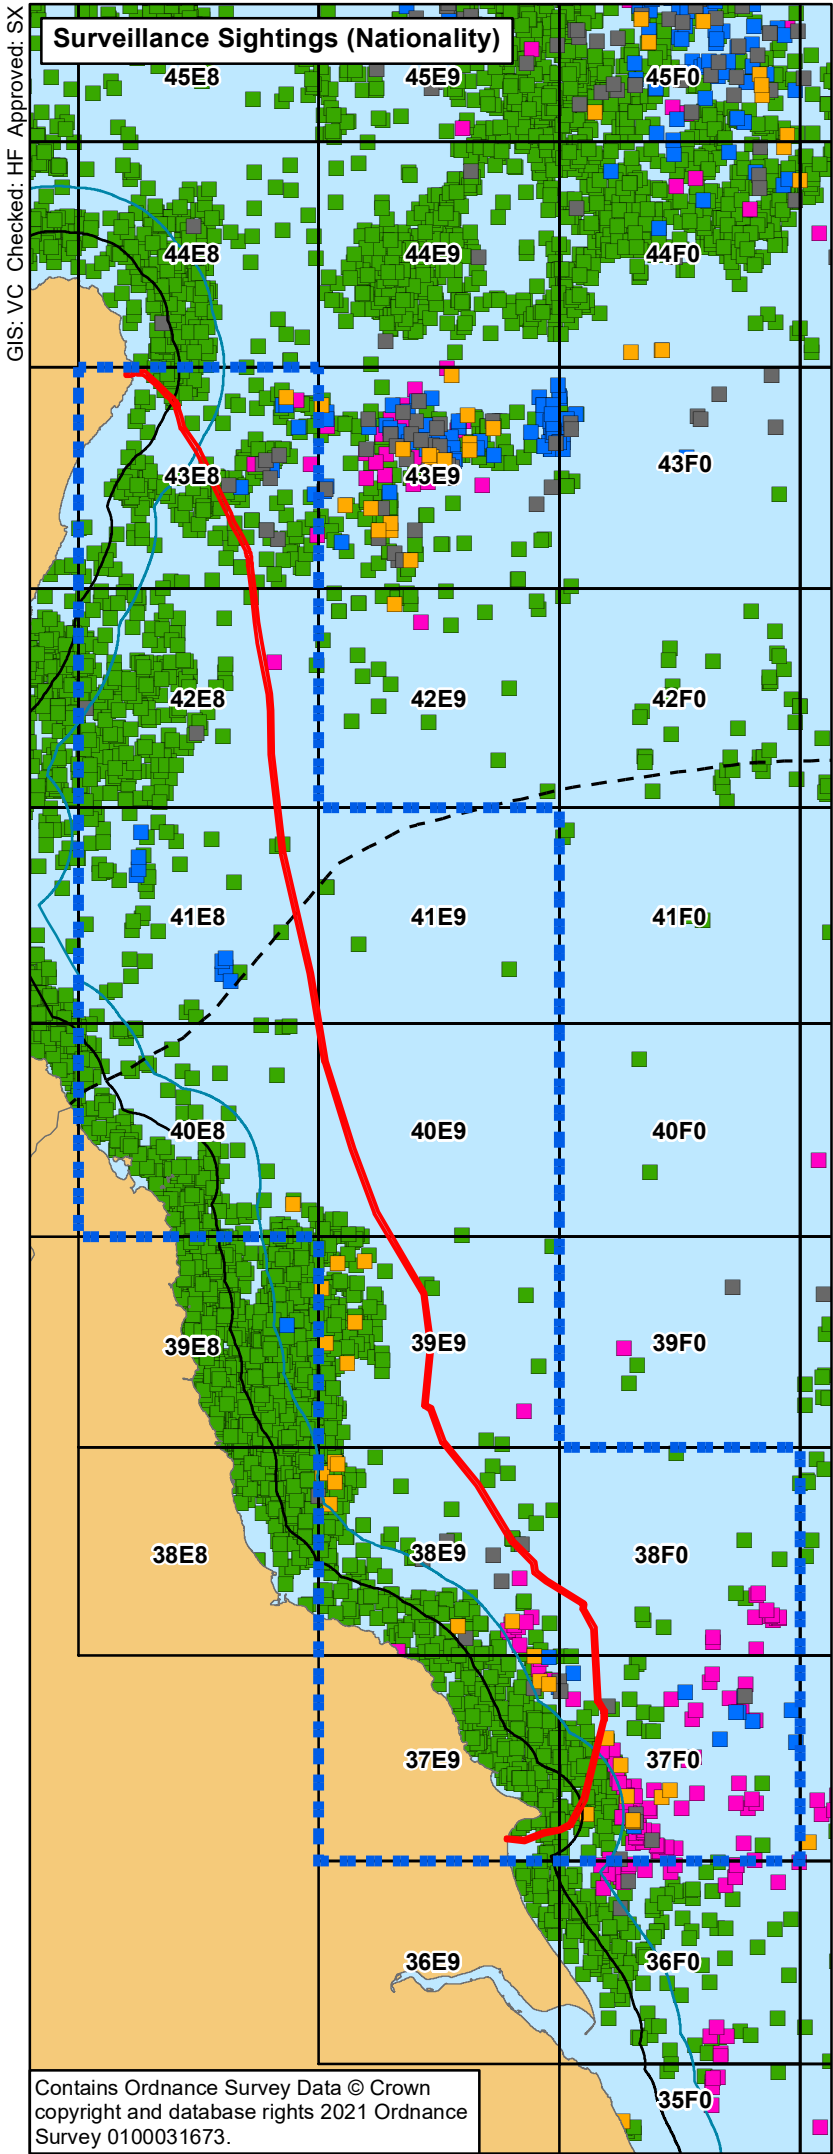 GIS: VC Checked: HF Approved: SX
Surveillance Sightings (Nationality)
45E8
45E9
45F0
44E8
44E9
44F0
43E8
43E9
43F0
42E8
42E9
42F0
41E8
41E9
41F0
40E8
40E9
40F0
39E8
39E9
39F0
38E8
38E9
38F0
37E9
37F0
36E9
36F0
35F0
Contains Ordnance Survey Data © Crown
copyright and database rights 2021 Ordnance
Survey 0100031673.